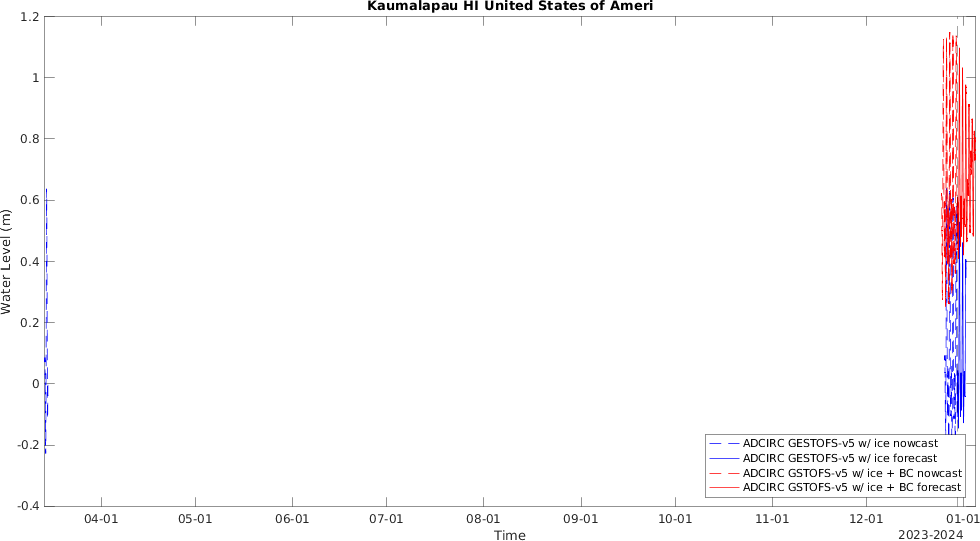 Kaumalapau HI United States of Ameri
Water Level (m)
1.2
1
0.8
0.6
0.4
0.2
0
-0.2
-0.4
ADCIRC GESTOFS-v5 w/ ice nowcast
ADCIRC GESTOFS-v5 w/ ice forecast
ADCIRC GSTOFS-v5 w/ ice + BC nowcast
ADCIRC GSTOFS-v5 w/ ice + BC forecast
04-01 05-01 06-01 07-01 08-01 09-01 10-01 11-01 12-01 01-01
Time
2023-2024